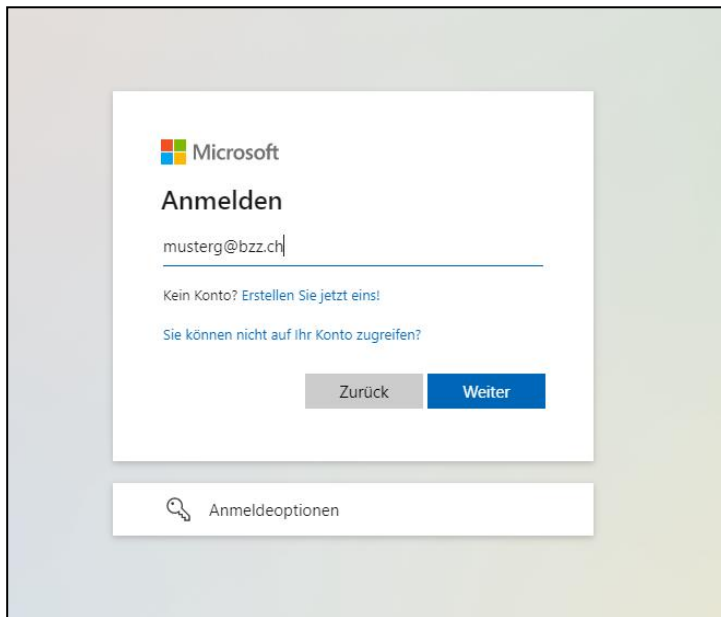 Microsoft
Anmelden
musterg@bzz.ch
Kein Konto? Erstellen Sie jetzt eins!
Sie können nicht auf Ihr Konto zugreifen?
Zurück Weiter
Anmeldeoptionen